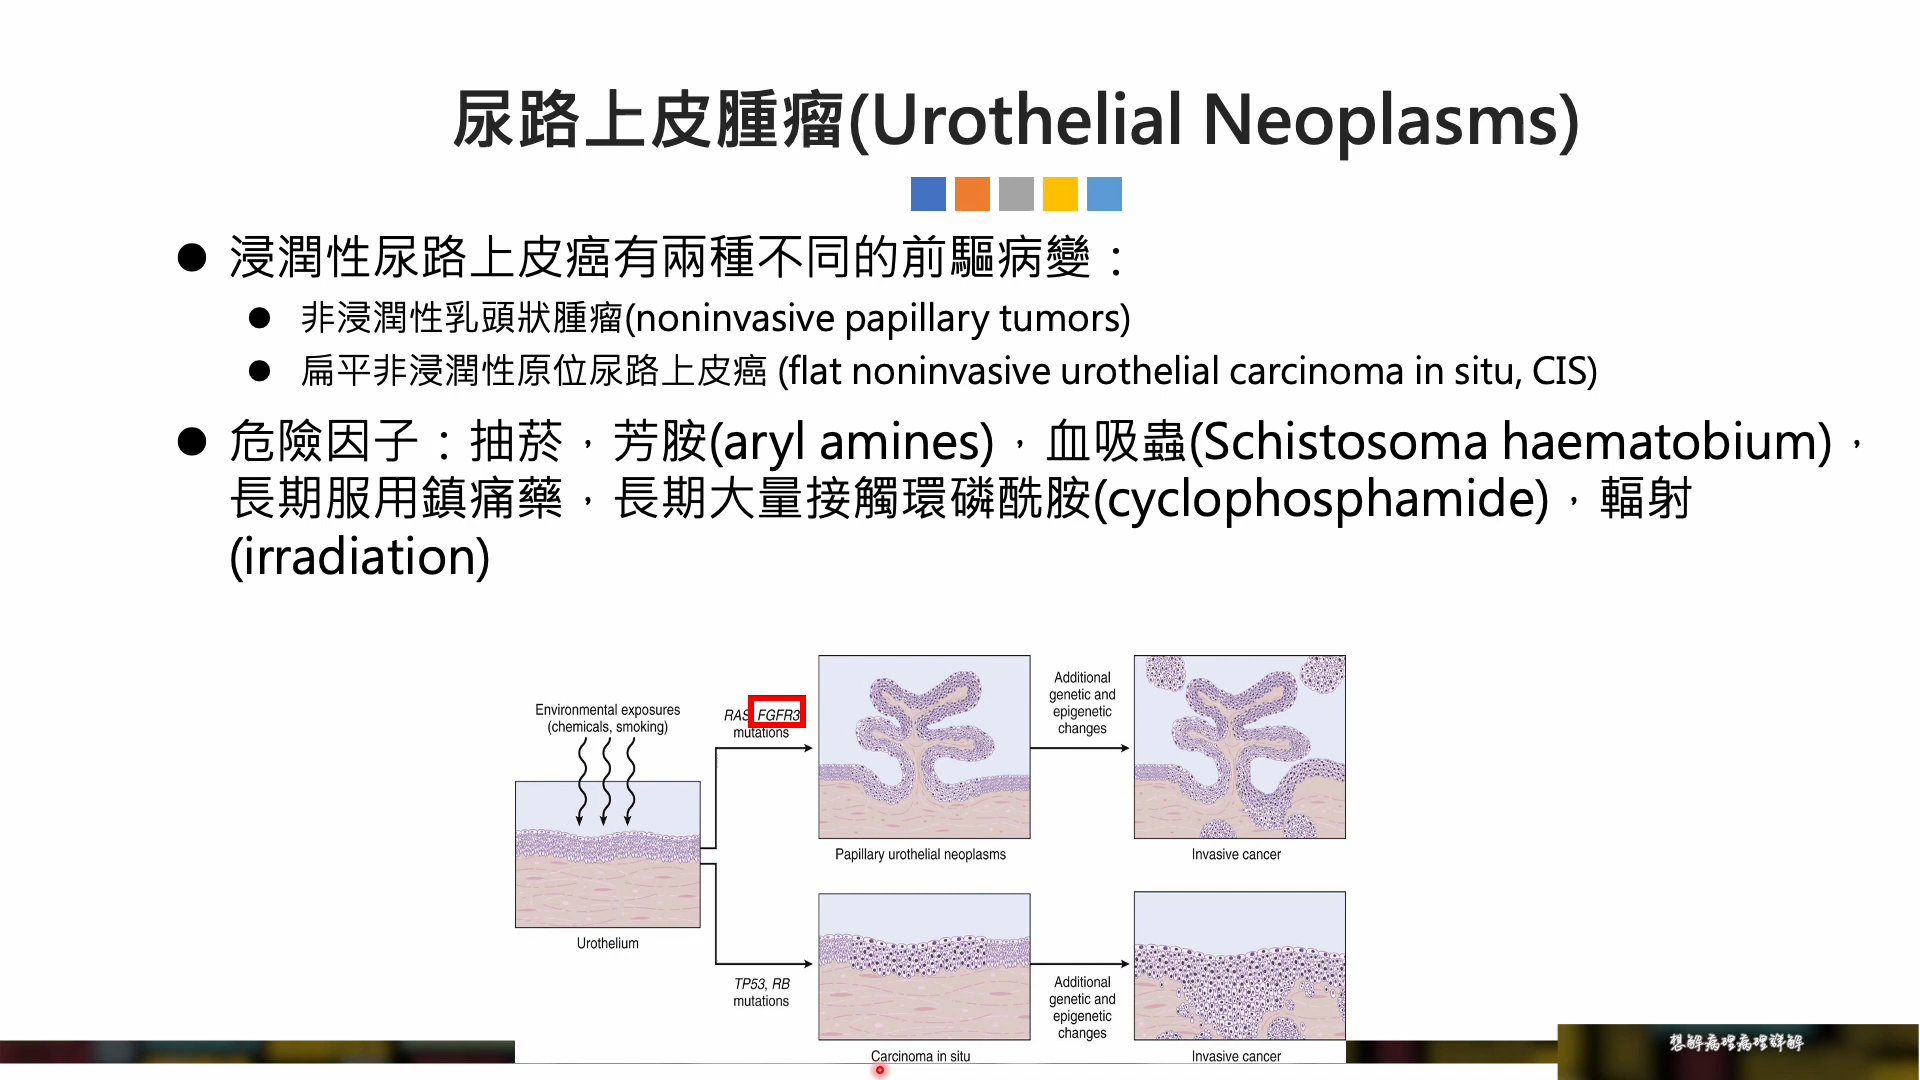 尿路上皮腫瘤(Urothelial Neoplasms)
浸潤性尿路上皮癌有兩種不同的前驅病變：
非浸潤性乳頭狀腫瘤(noninvasive papillary tumors)
扁平非浸潤性原位尿路上皮癌 (flat noninvasive urothelial carcinoma in situ, CIS)
危險因子：抽菸，芳胺(aryl amines)，血吸蟲(Schistosoma haematobium)，
長期服用鎮痛藥，長期大量接觸環磷酰胺(cyclophosphamide)，輻射
(irradiation)
Environmental exposures
(chemicals, smoking)
Urothelium
RAS, FGFR3
mutations
Papillary urothelial neoplasms
Additional
genetic and
epigenetic
changes
Invasive cancer
TP53, RB
mutations
Carcinoma in situ
Additional
genetic and
epigenetic
changes
Invasive cancer
想解病理病理詳解